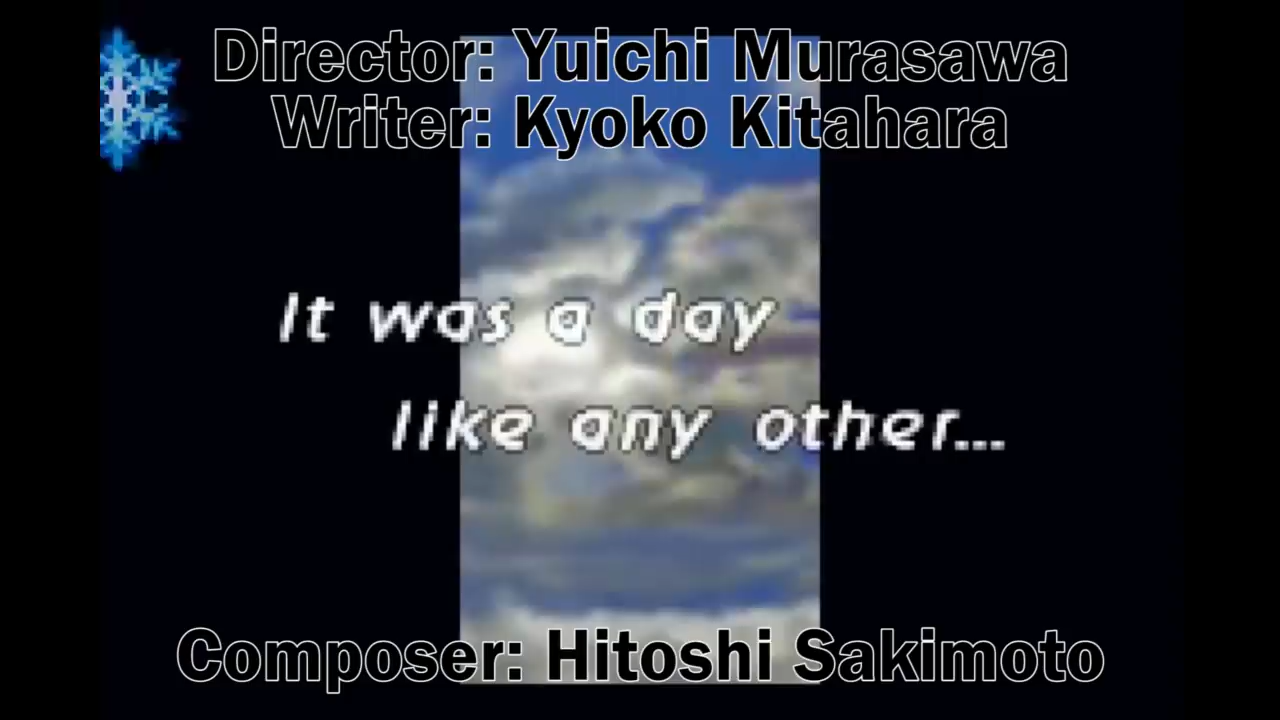 Director: Yuichi Murasawa
Writer: Kyoko Kitahara
It was a day
like any other...
Composer: Hitoshi Sakimoto